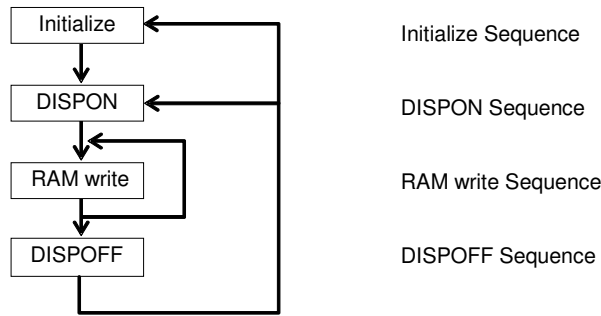 Initialize
Initialize Sequence
DISPON
DISPON Sequence
RAM write
RAM write Sequence
DISPOFF
DISPOFF Sequence